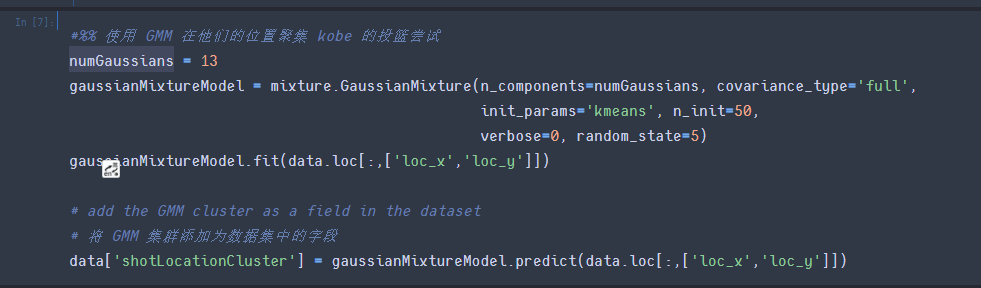 In [7]:
#%% 使用 GMM 在他们的位置聚集 kobe 的投篮尝试
numGaussians = 13
gaussianMixtureModel = mixture.GaussianMixture(n_components=numGaussians, covariance_type='full',
init_params='kmeans', n_init=50,
verbose=0, random_state=5)
gaussianMixtureModel.fit(data.loc[:,['loc_x','loc_y']])
# add the GMM cluster as a field in the dataset
# 将 GMM 集群添加为数据集中的字段
data['shotLocationCluster'] = gaussianMixtureModel.predict(data.loc[:,['loc_x','loc_y']])